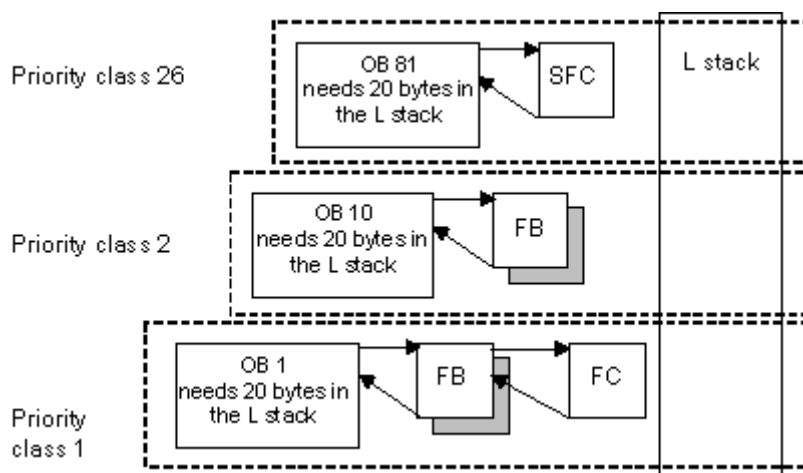 Priority class 26
OB 81
needs 20 bytes in
the L stack
SFC
L stack
Priority class 2
OB 10
needs 20 bytes in
the L stack
FB
Priority
class 1
OB 1
needs 20 bytes in
the L stack
FB
FC